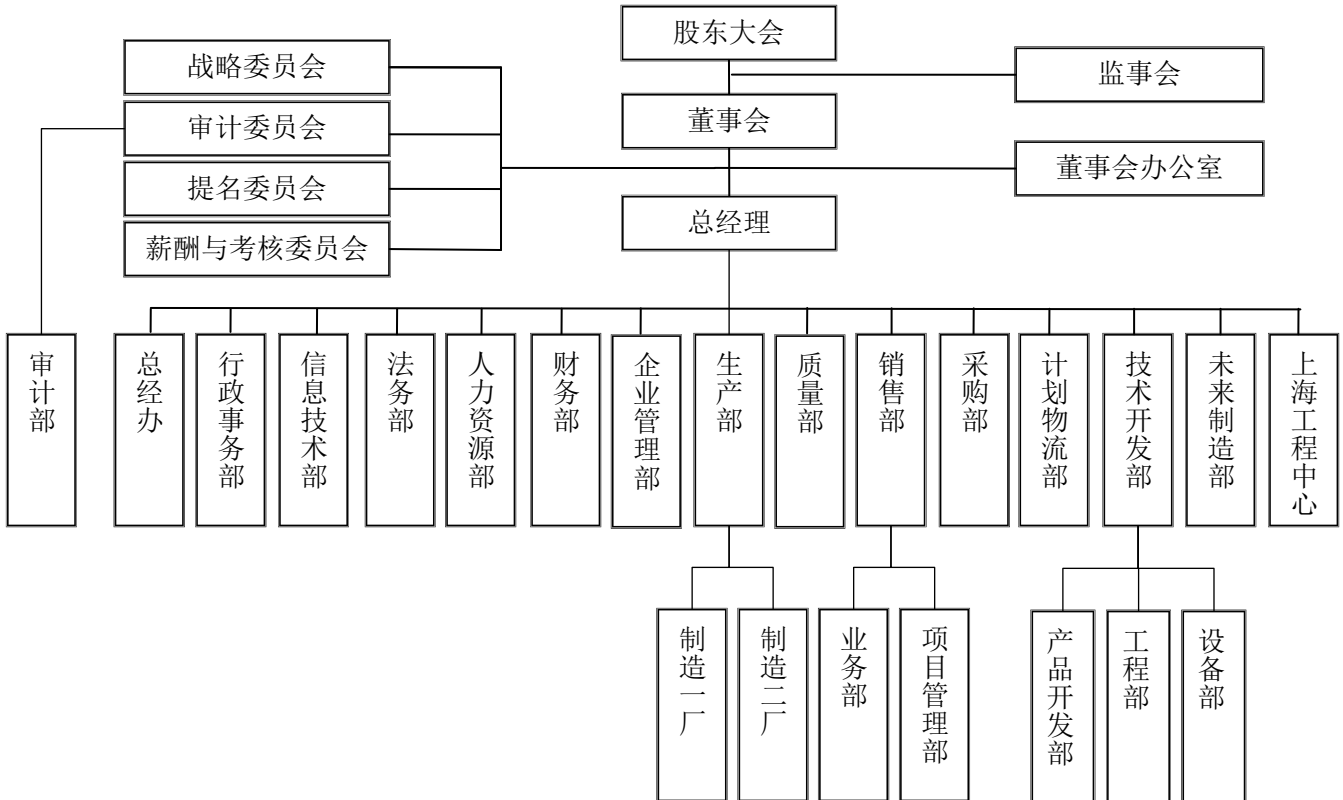 股东大会
战略委员会
监事会
审计委员会
董事会
提名委员会
董事会办公室
薪酬与考核委员会
总经理
审计部
总经办
行政事务部
信息技术部
法务部
人力资源部
财务部
企业管理部
生产部
质量部
销售部
采购部
计划物流部
技术开发部
未来制造部
上海工程中心
制造一厂
制造二厂
业务部
项目管理部
产品开发部
工程部
设备部